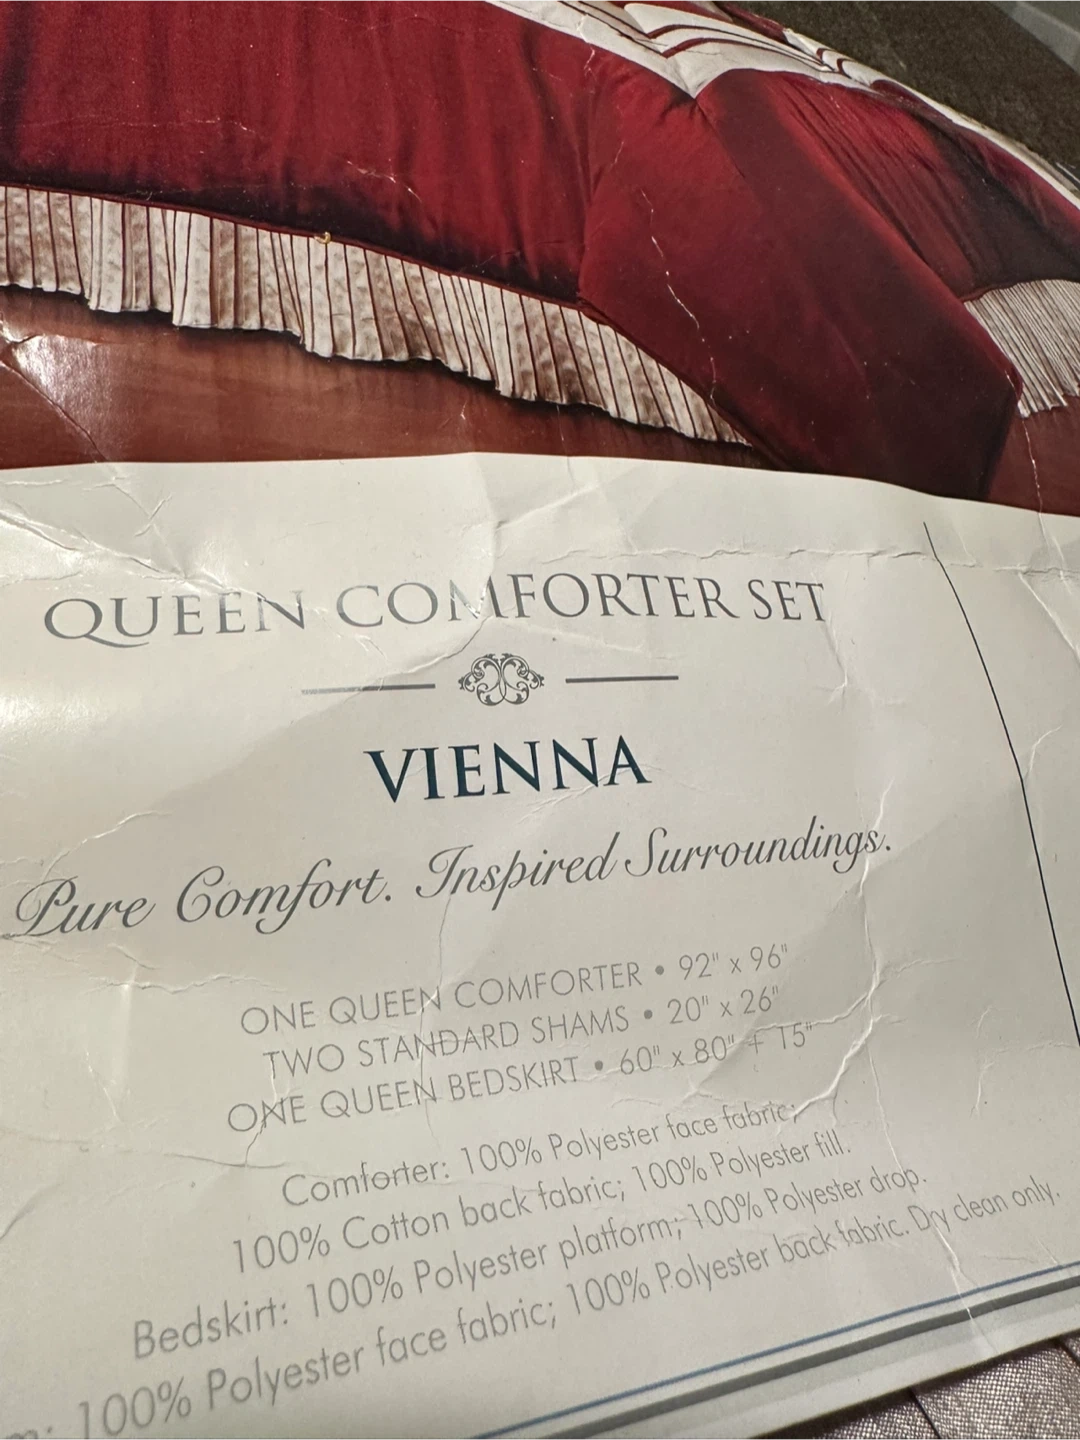 QUEEN COMFORTER SET
VIENNA
Pure Comfort. Inspired Surroundings.
ONE QUEEN COMFORTER • 92" x 96"
TWO STANDARD SHAMS • 20" x 26"
ONE QUEEN BEDSKIRT • 60" x 80" + 15"
Comforter: 100% Polyester face fabric;
100% Cotton back fabric; 100% Polyester fill.
Bedskirt: 100% Polyester platform; 100% Polyester drop.
100% Polyester face fabric; 100% Polyester back fabric. Dry clean only.